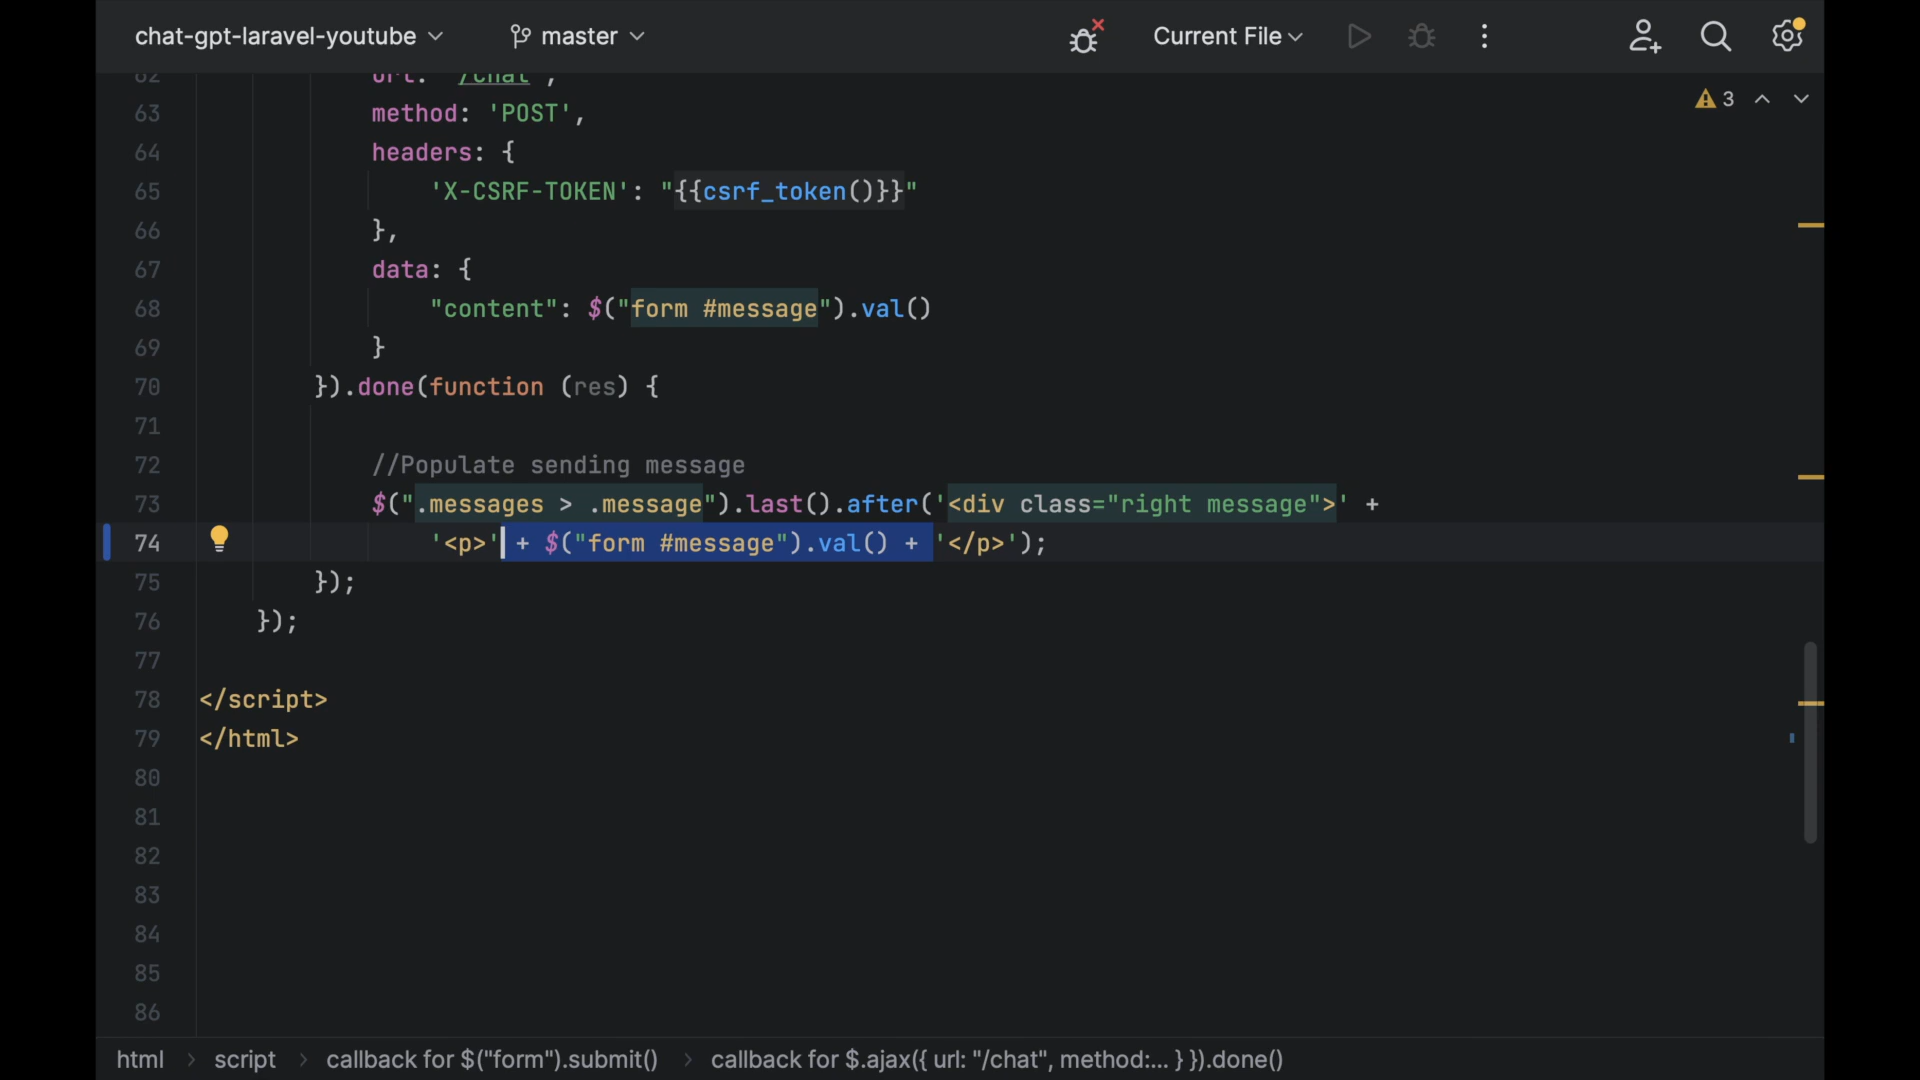 chat-gpt-laravel-youtube master Current File
62 url: "/chat",
63 method: 'POST', 3
64 headers: {
65 'X-CSRF-TOKEN': "{{csrf_token()}}"
66 },
67 data: {
68 "content": $("form #message").val()
69 }
70 }).done(function (res) {
71
72 //Populate sending message
73 $(".messages > .message").last().after('<div class="right message">' +
74 '<p>' + $("form #message").val() + '</p>');
75 });
76 });
77
78 </script>
79 </html>
80
81
82
83
84
85
86
html > script > callback for $("form").submit() > callback for $.ajax({ url: "/chat", method:... } }).done()